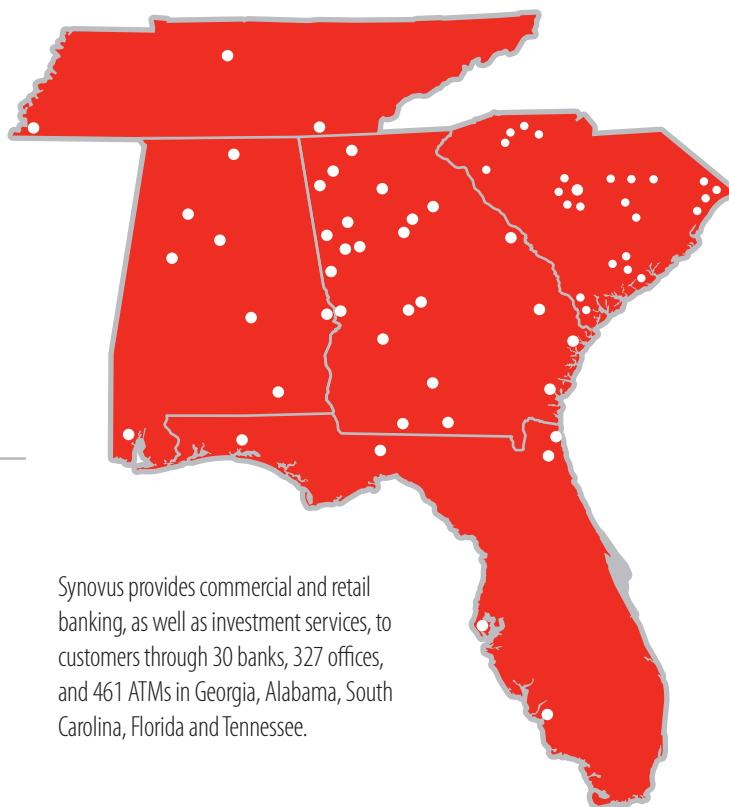 Synovus provides commercial and retail
banking, as well as investment services, to
customers through 30 banks, 327 offices,
and 461 ATMs in Georgia, Alabama, South
Carolina, Florida and Tennessee.